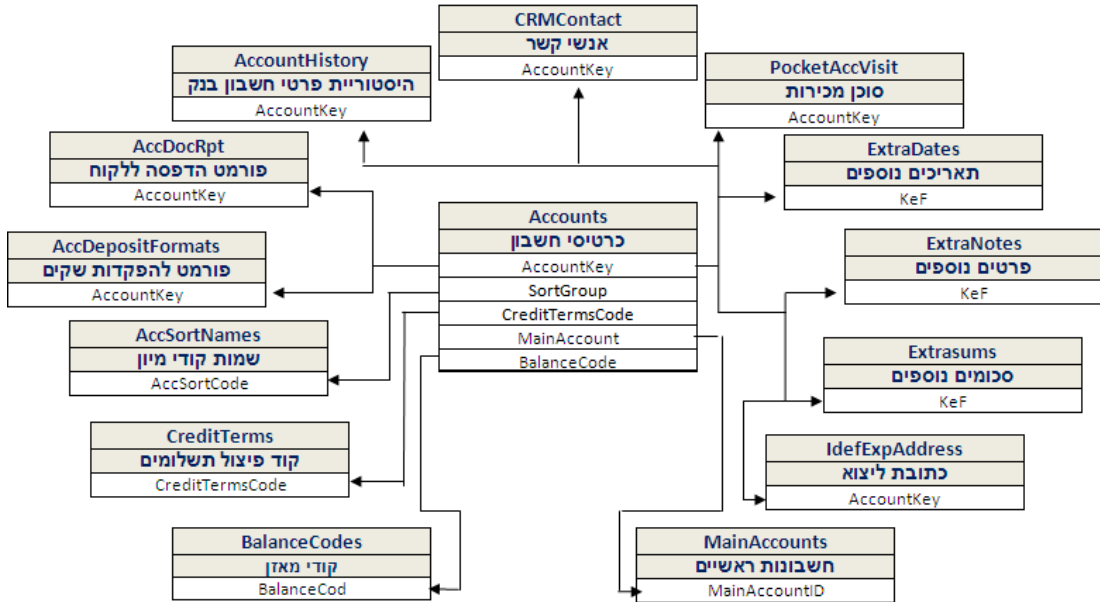 CRMContact
אנשי קשר
AccountKey
AccountHistory
היסטוריית פרטי חשבון בנק
AccountKey
PocketAccVisit
סוכן מכירות
AccountKey
AccDocRpt
פורמט הדפסה ללקוח
AccountKey
ExtraDates
תאריכים נוספים
KeF
Accounts
כרטיסי חשבון
AccountKey
SortGroup
CreditTermsCode
MainAccount
BalanceCode
AccDepositFormats
פורמט להפקדות שקים
AccountKey
ExtraNotes
פרטים נוספים
KeF
AccSortNames
שמות קודי מיון
AccSortCode
Extrasums
סכומים נוספים
KeF
CreditTerms
קוד פיצול תשלומים
CreditTermsCode
IdefExpAddress
כתובת ליצוא
AccountKey
BalanceCodes
קודי מאזן
BalanceCod
MainAccounts
חשבונות ראשיים
MainAccountID